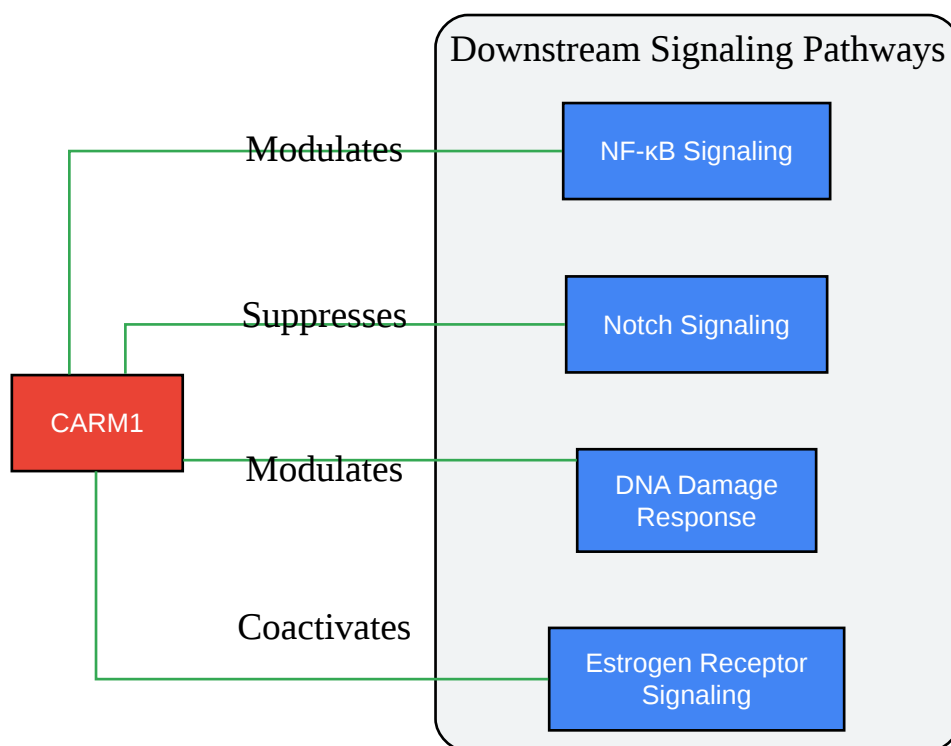 Downstream Signaling Pathways
Modulates
NF-κB Signaling
Suppresses
Notch Signaling
CARM1
Modulates
DNA Damage
Response
Coactivates
Estrogen Receptor
Signaling